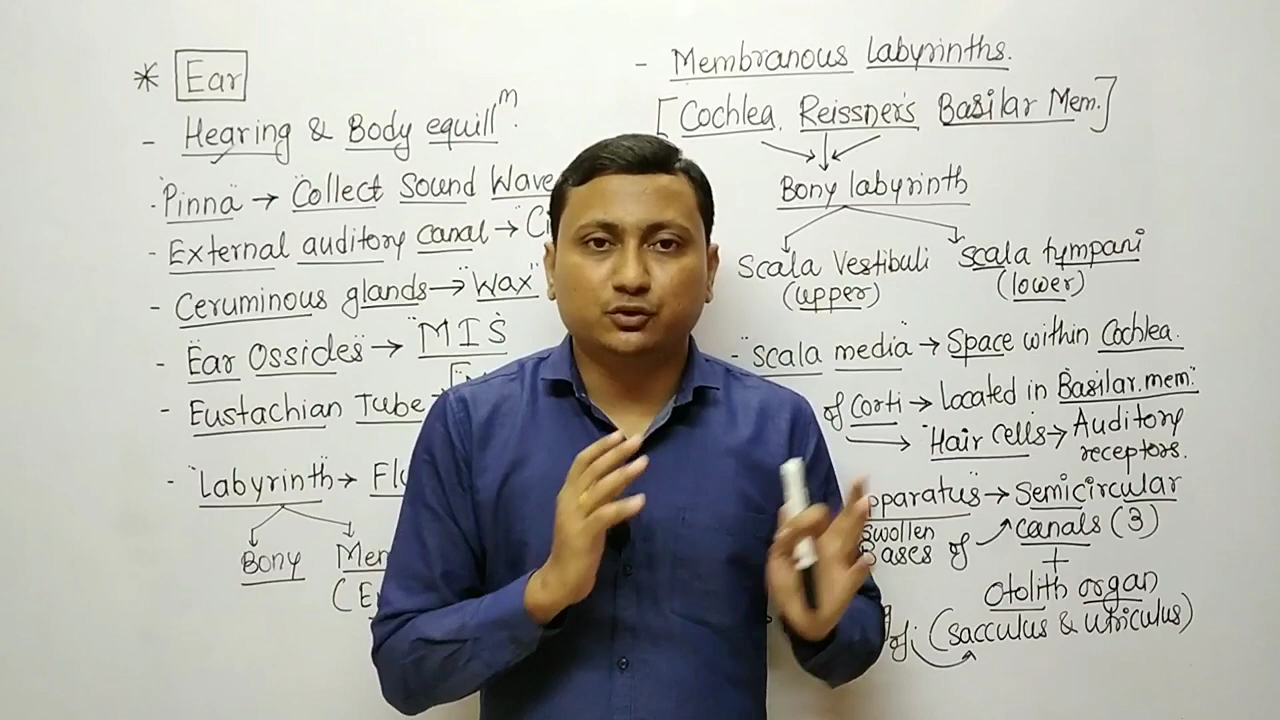 * Ear
- Hearing & Body equill^m.
. "Pinna" → Collect Sound Wave
- External auditory canal →
- Ceruminous glands → "Wax"
- "Ear Ossicles" → "MIS
- Eustachian Tube
- "Labyrinth →
Bony
- Membranous labyrinths.
[Cochlea, Reissner's Basilar Mem.]
Bony labyrinth
Scala Vestibuli Scala tympani
(upper) (lower)
- "Scala media" → Space within Cochlea.
of Corti → Located in Basilar mem.
→ Hair cells → Auditory
receptors.
pparatus" → Semicircular
canals (3)
Swollen
Bases of
+
Otolith organ
of (Sacculus & Utriculus)